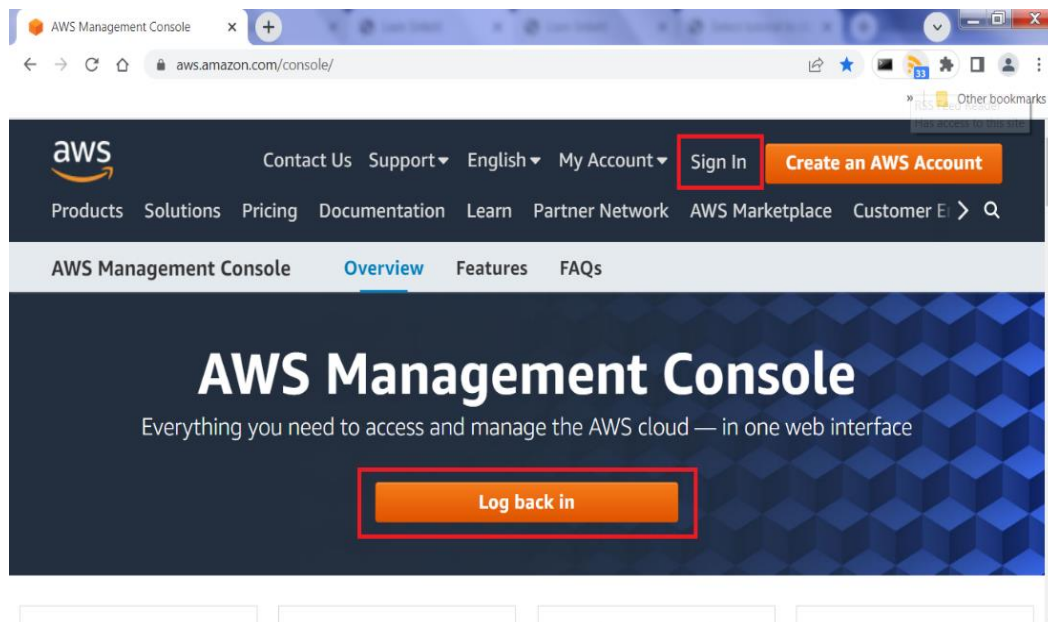 AWS Management Console
aws.amazon.com/console/
33
» Other bookmarks
aws
Contact Us Support English My Account Sign In Create an AWS Account
Products Solutions Pricing Documentation Learn Partner Network AWS Marketplace Customer
AWS Management Console Overview Features FAQs
AWS Management Console
Everything you need to access and manage the AWS cloud — in one web interface
Log back in